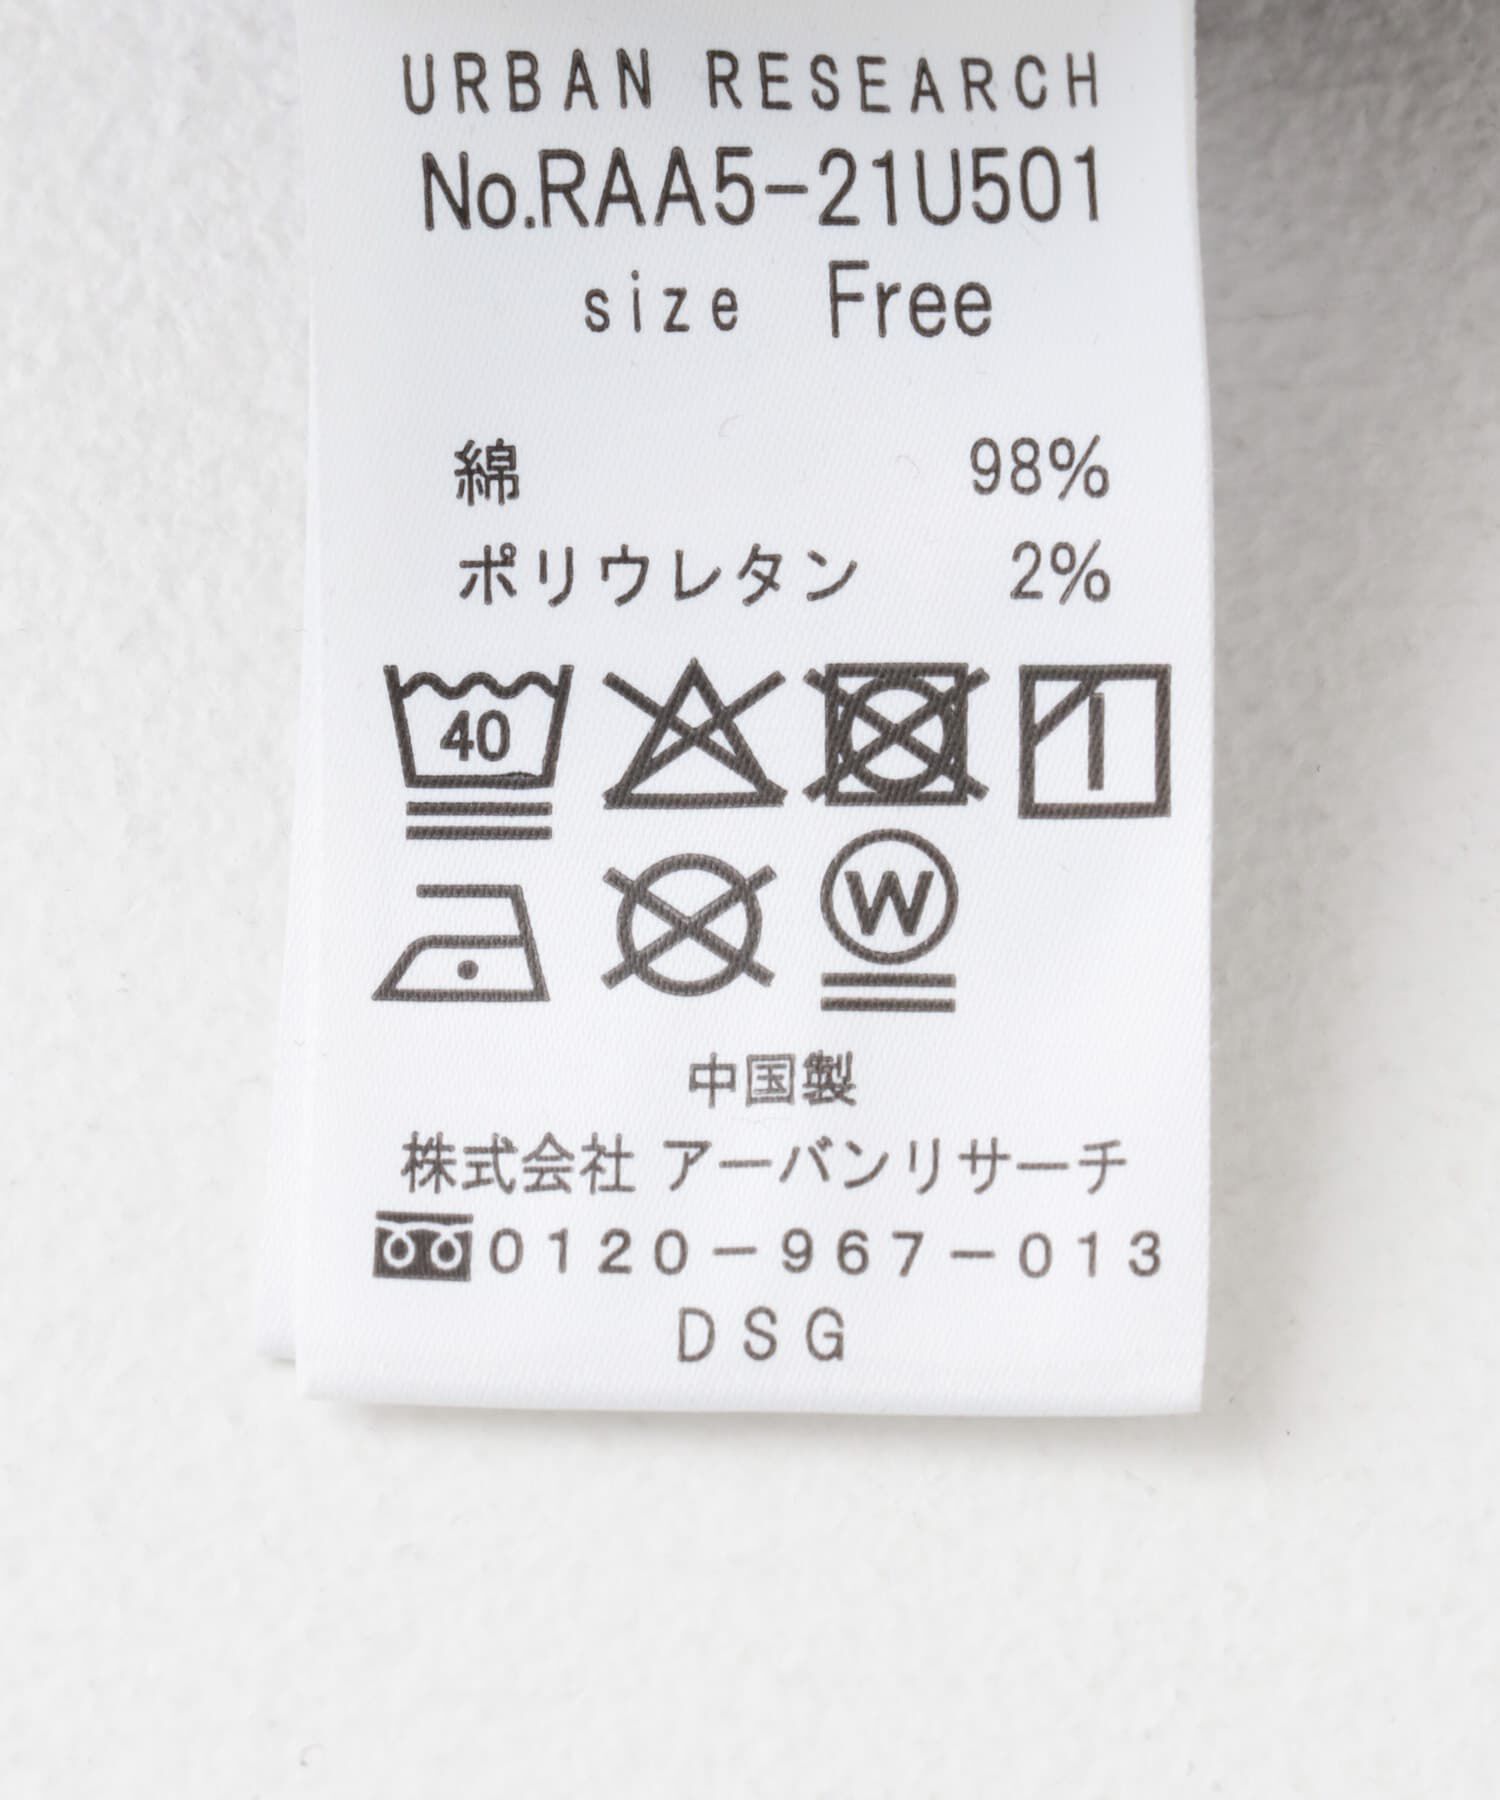 URBAN RESEARCH
No.RAA5-21U501
size Free
綿 98%
ポリウレタン 2%
40
W
中国製
株式会社 アーバンリサーチ
0120-967-013
DSG